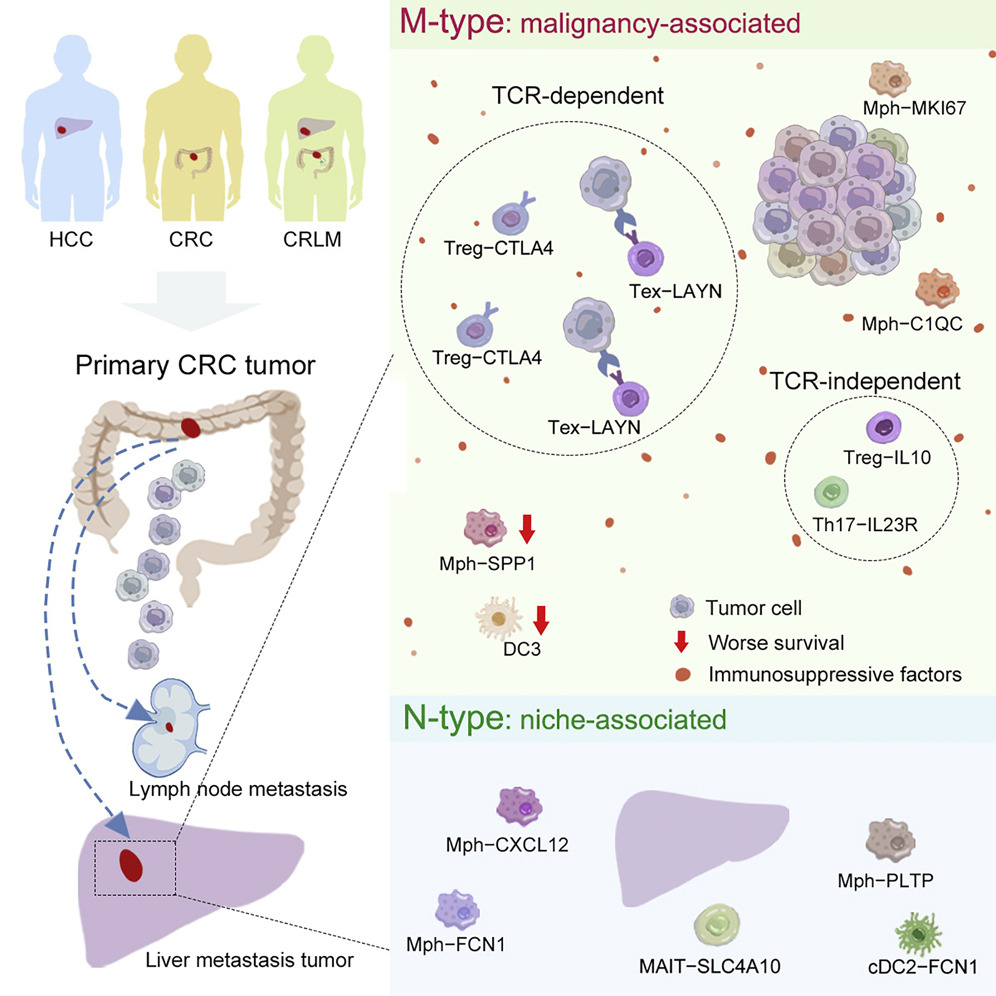 HCC
CRC
CRLM
Primary CRC tumor
Lymph node metastasis
Liver metastasis tumor
M-type: malignancy-associated
TCR-dependent
Mph−MKI67
Treg−CTLA4
Tex−LAYN
Mph−C1QC
Treg−CTLA4
TCR-independent
Tex−LAYN
Treg−IL10
Th17−IL23R
Mph−SPP1
DC3
Tumor cell
Worse survival
Immunosuppressive factors
N-type: niche-associated
Mph−CXCL12
Mph−PLTP
Mph−FCN1
MAIT−SLC4A10
cDC2−FCN1